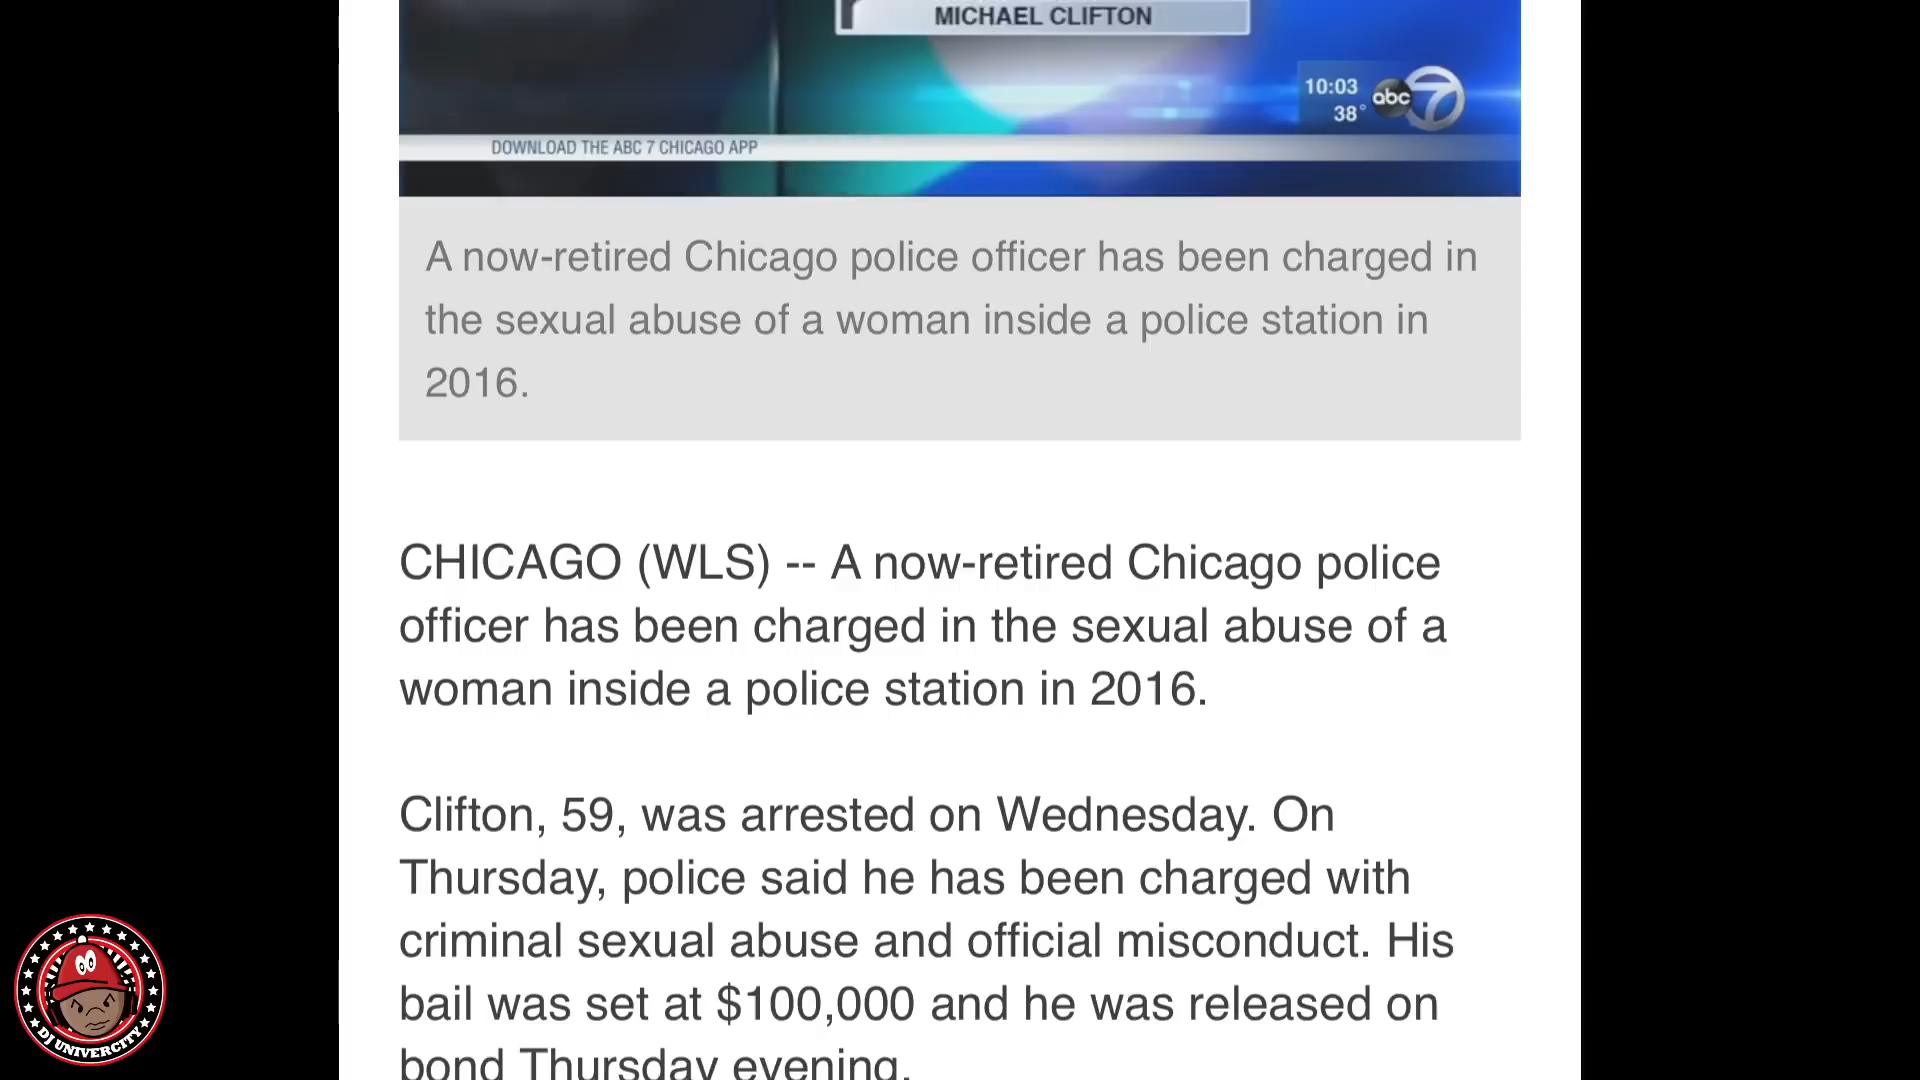 MICHAEL CLIFTON
10:03
38°
abc 7
DOWNLOAD THE ABC 7 CHICAGO APP
A now-retired Chicago police officer has been charged in
the sexual abuse of a woman inside a police station in
2016.
CHICAGO (WLS) -- A now-retired Chicago police
officer has been charged in the sexual abuse of a
woman inside a police station in 2016.
Clifton, 59, was arrested on Wednesday. On
Thursday, police said he has been charged with
criminal sexual abuse and official misconduct. His
bail was set at $100,000 and he was released on
bond Thursday evening.
DJ UNIVERCITY